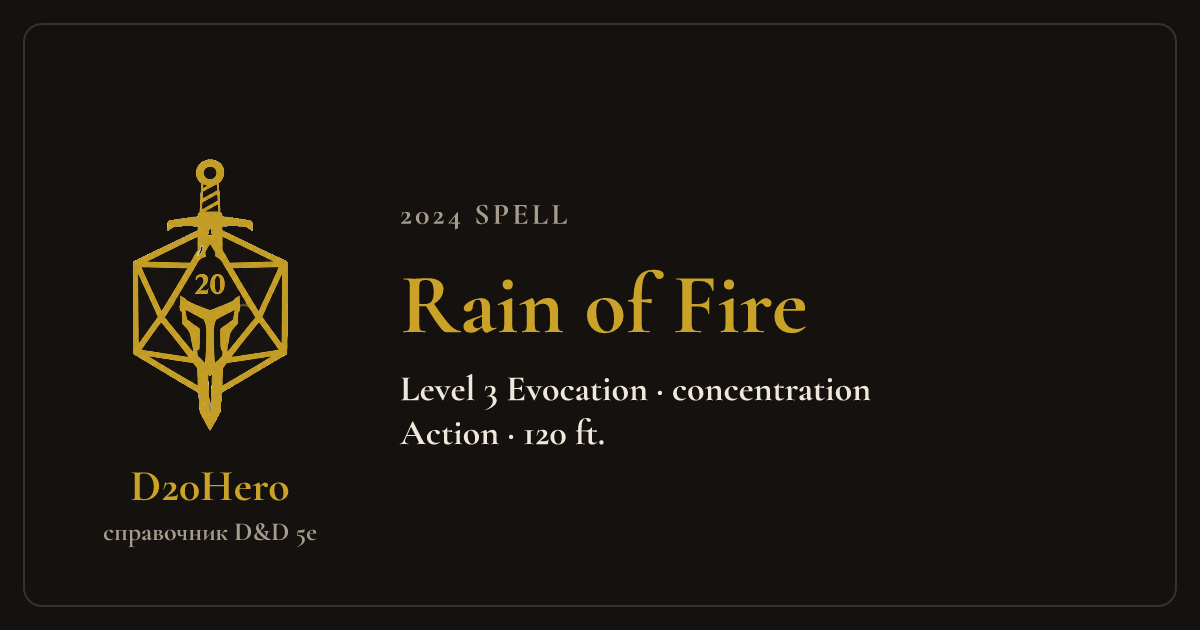 20
D20Hero
справочник D&D 5e
2024 SPELL
Rain of Fire
Level 3 Evocation · concentration
Action · 120 ft.